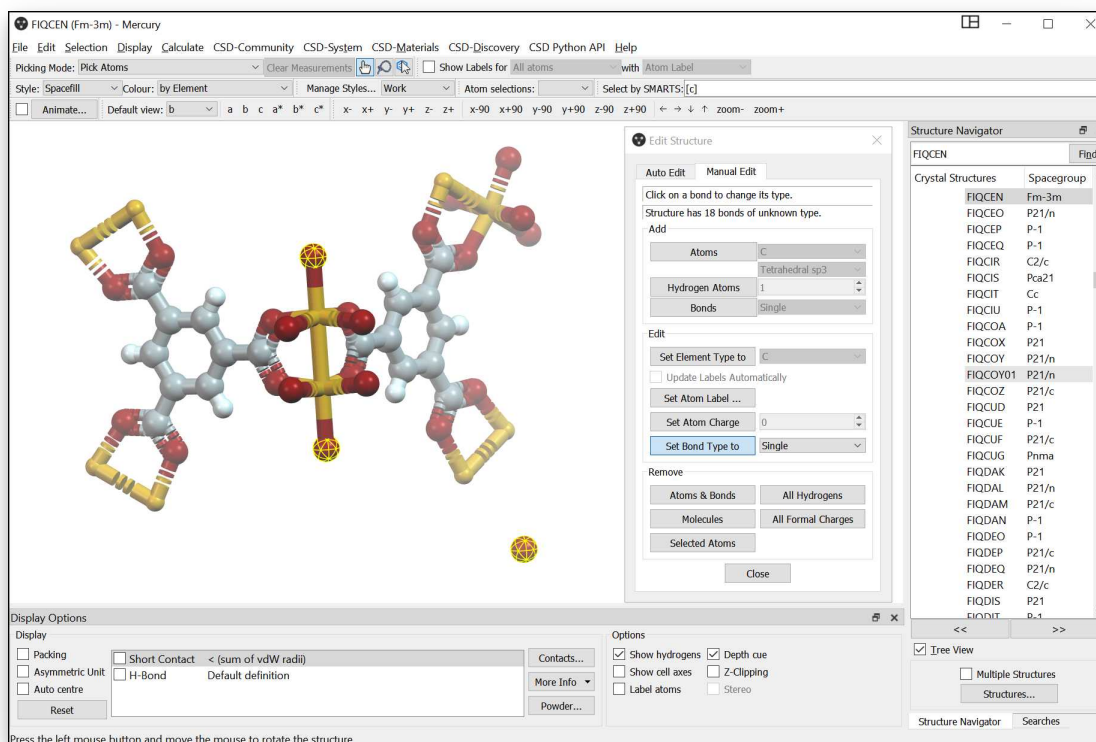 FIQCEN (Fm-3m) - Mercury
File Edit Selection Display Calculate CSD-Community CSD-System CSD-Materials CSD-Discovery CSD Python API Help
Picking Mode: Pick Atoms Clear Measurements Show Labels for All atoms with Atom Label
Style: Spacefill Colour: by Element Manage Styles... Work Atom selections: Select by SMARTS: [c]
Animate... Default view: b a b c a* b* c* x- x+ y- y+ z- z+ x-90 x+90 y-90 y+90 z-90 z+90 ← → ↓ ↑ zoom- zoom+
Edit Structure
Auto Edit Manual Edit
Click on a bond to change its type.
Structure has 18 bonds of unknown type.
Add
Atoms C
Tetrahedral sp3
Hydrogen Atoms 1
Bonds Single
Edit
Set Element Type to C
Update Labels Automatically
Set Atom Label ...
Set Atom Charge 0
Set Bond Type to Single
Remove
Atoms & Bonds All Hydrogens
Molecules All Formal Charges
Selected Atoms
Close
Structure Navigator
FIQCEN Find
Crystal Structures Spacegroup
FIQCEN Fm-3m
FIQCEO P21/n
FIQCEP P-1
FIQCEQ P-1
FIQCIR C2/c
FIQCIS Pca21
FIQCIT Cc
FIQCIU P-1
FIQCOA P-1
FIQCOX P21
FIQCOY P21/n
FIQCOY01 P21/n
FIQCOZ P21/c
FIQCUD P21
FIQCUE P-1
FIQCUF P21/c
FIQCUG Pnma
FIQDAK P21
FIQDAL P21/n
FIQDAM P21/c
FIQDAN P-1
FIQDEO P-1
FIQDEP P21/c
FIQDEQ P21/n
FIQDER C2/c
FIQDIS P21
FIQDIT P-1
<< >>
Tree View
Multiple Structures
Structures...
Structure Navigator Searches
Display Options
Display
Packing
Asymmetric Unit
Auto centre
Reset
Short Contact < (sum of vdW radii)
H-Bond Default definition
Contacts...
More Info
Powder...
Options
Show hydrogens Depth cue
Show cell axes Z-Clipping
Label atoms Stereo
Press the left mouse button and move the mouse to rotate the structure